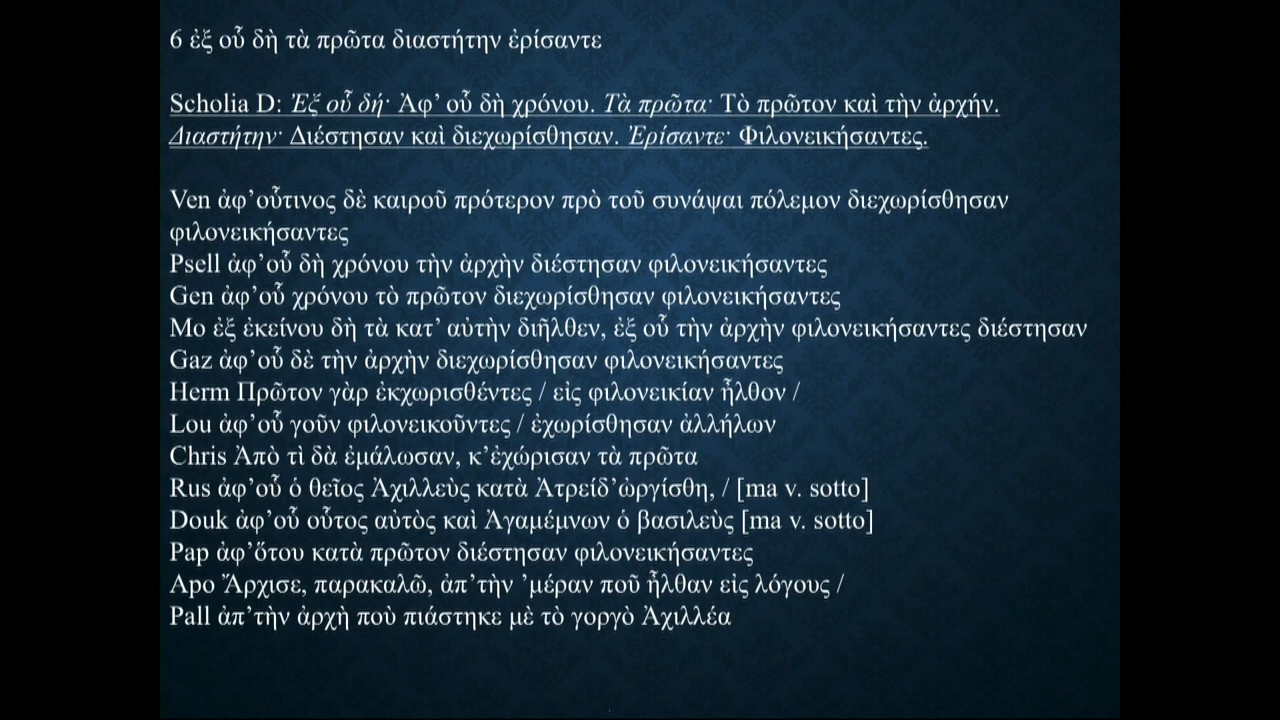 6 ἐξ οὗ δὴ τὰ πρῶτα διαστήτην ἐρίσαντε
Scholia D: Ἐξ οὗ δή· Ἀφ’ οὗ δὴ χρόνου. Τὰ πρῶτα· Τὸ πρῶτον καὶ τὴν ἀρχήν.
Διαστήτην· Διέστησαν καὶ διεχωρίσθησαν. Ἐρίσαντε· Φιλονεικήσαντες.
Ven ἀφ’οὗτινος δὲ καιροῦ πρότερον πρὸ τοῦ συνάψαι πόλεμον διεχωρίσθησαν
φιλονεικήσαντες
Psell ἀφ’οὗ δὴ χρόνου τὴν ἀρχὴν διέστησαν φιλονεικήσαντες
Gen ἀφ’οὗ χρόνου τὸ πρῶτον διεχωρίσθησαν φιλονεικήσαντες
Mo ἐξ ἐκείνου δὴ τὰ κατ’ αὐτὴν διῆλθεν, ἐξ οὗ τὴν ἀρχὴν φιλονεικήσαντες διέστησαν
Gaz ἀφ’οὗ δὲ τὴν ἀρχὴν διεχωρίσθησαν φιλονεικήσαντες
Herm Πρῶτον γὰρ ἐκχωρισθέντες / εἰς φιλονεικίαν ἦλθον /
Lou ἀφ’οὗ γοῦν φιλονεικοῦντες / ἐχωρίσθησαν ἀλλήλων
Chris Ἀπὸ τὶ δὰ ἐμάλωσαν, κ’ἐχώρισαν τὰ πρῶτα
Rus ἀφ’οὗ ὁ θεῖος Ἀχιλλεὺς κατὰ Ἀτρείδ’ὠργίσθη, / [ma v. sotto]
Douk ἀφ’οὗ οὗτος αὐτὸς καὶ Ἀγαμέμνων ὁ βασιλεὺς [ma v. sotto]
Pap ἀφ’ὅτου κατὰ πρῶτον διέστησαν φιλονεικήσαντες
Apo Ἄρχισε, παρακαλῶ, ἀπ’τὴν ’μέραν ποῦ ἦλθαν εἰς λόγους /
Pall ἀπ’τὴν ἀρχὴ ποὺ πιάστηκε μὲ τὸ γοργὸ Ἀχιλλέα